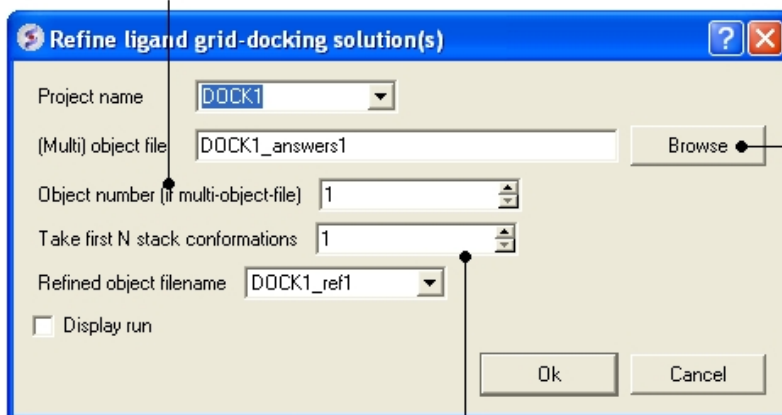 Refine ligand grid-docking solution(s)
Project name DOCK1
(Multi) object file DOCK1_answers1 Browse
Object number (if multi-object-file) 1
Take first N stack conformations 1
Refined object filename DOCK1_ref1
Display run
Ok Cancel